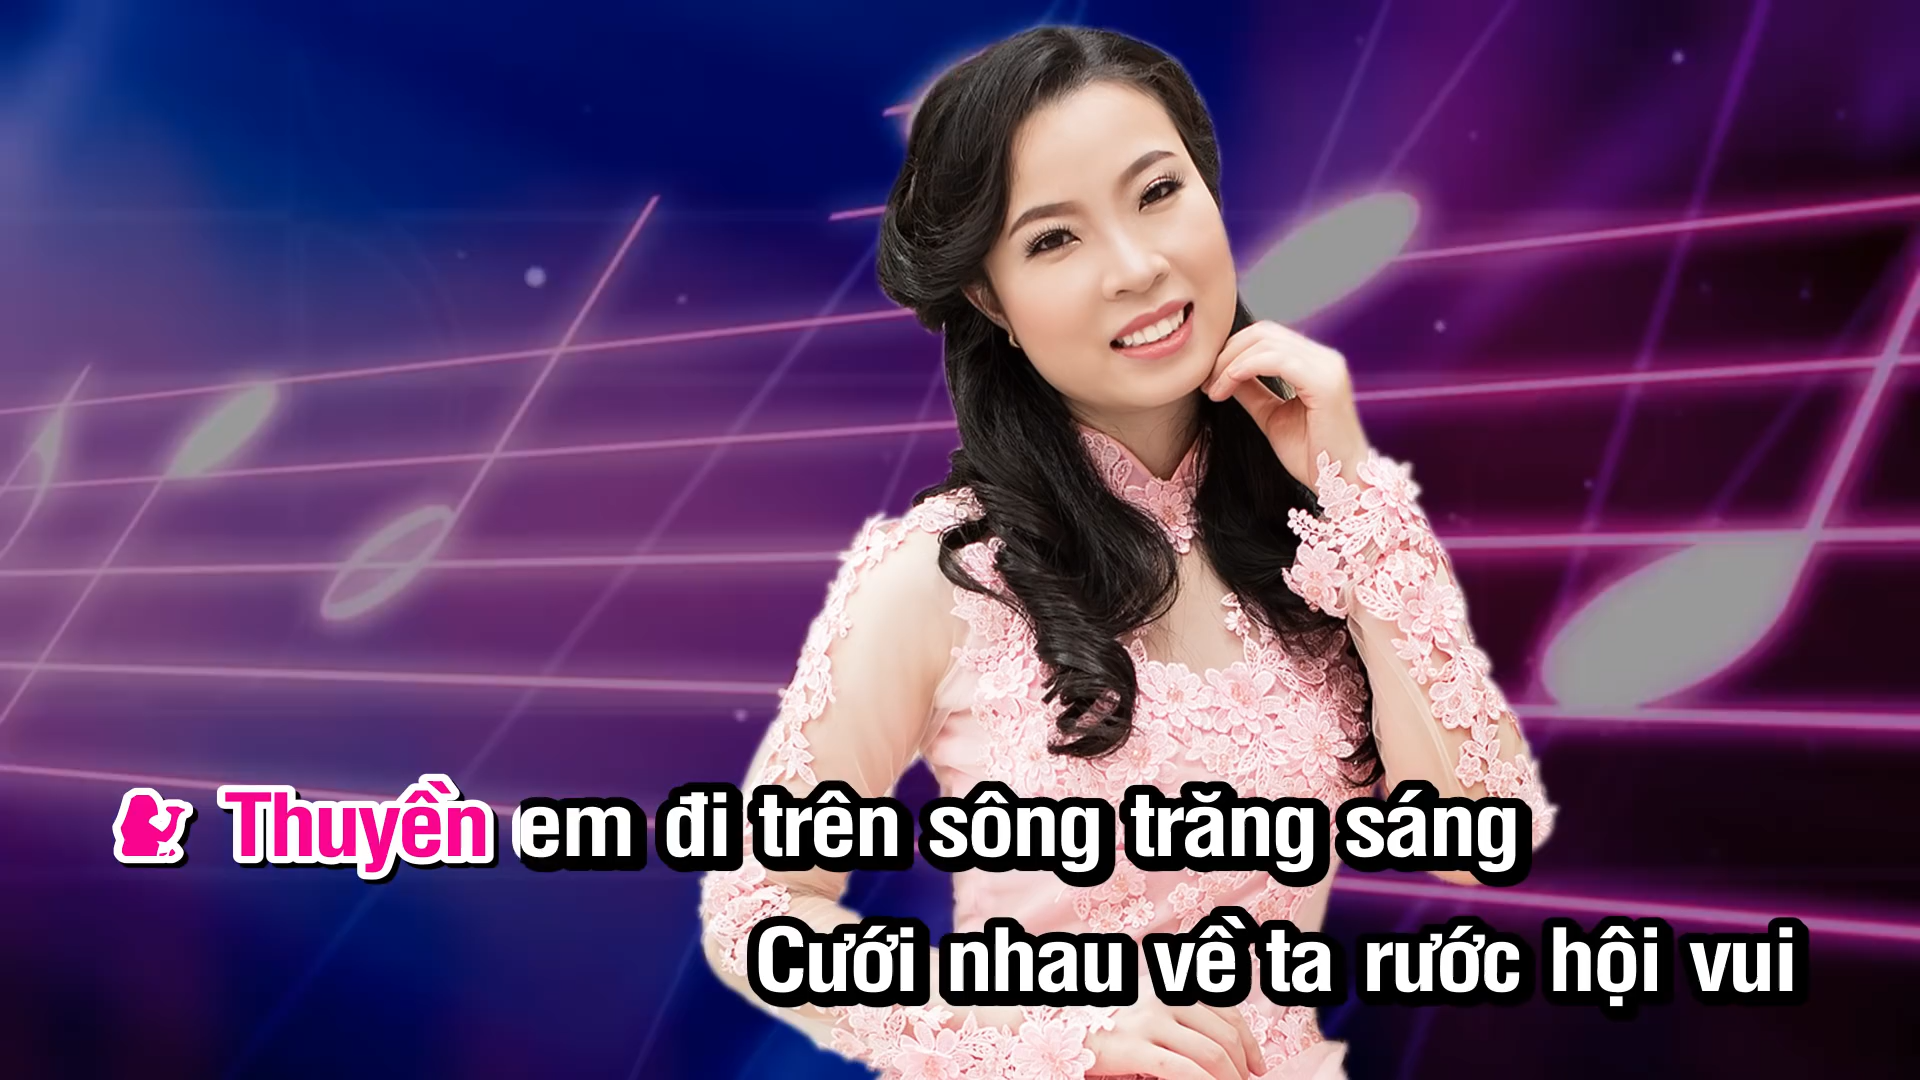 Thuyền em đi trên sông trăng sáng
Cưới nhau về ta rước hội vui